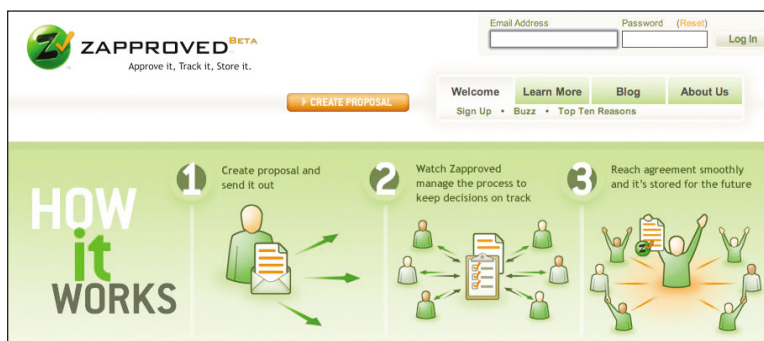 Email Address Password (Reset)
Log In
ZAPPROVED BETA
Approve it, Track it, Store it.
CREATE PROPOSAL
Welcome Learn More Blog About Us
Sign Up • Buzz • Top Ten Reasons
HOW
it
WORKS
1 Create proposal and
send it out
2 Watch Zapproved
manage the process to
keep decisions on track
3 Reach agreement smoothly
and it's stored for the future